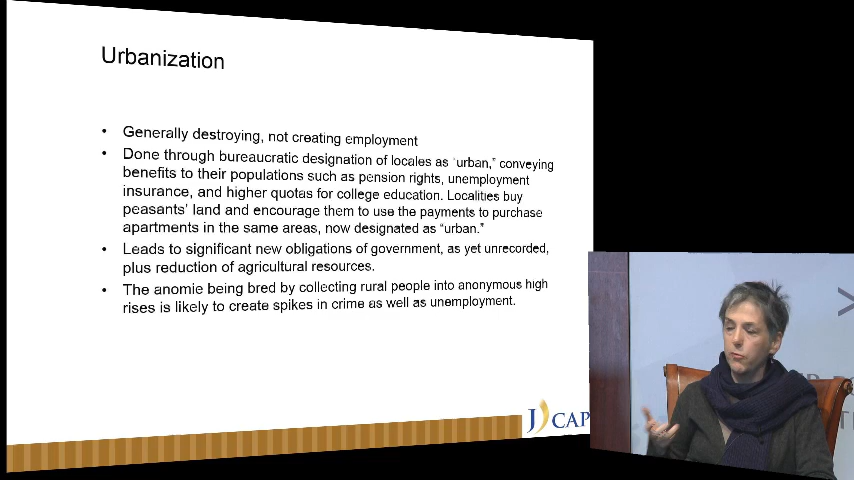 Urbanization
• Generally destroying, not creating employment
• Done through bureaucratic designation of locales as “urban,” conveying
benefits to their populations such as pension rights, unemployment
insurance, and higher quotas for college education. Localities buy
peasants’ land and encourage them to use the payments to purchase
apartments in the same areas, now designated as “urban.”
• Leads to significant new obligations of government, as yet unrecorded,
plus reduction of agricultural resources.
• The anomie being bred by collecting rural people into anonymous high
rises is likely to create spikes in crime as well as unemployment.
J CAP